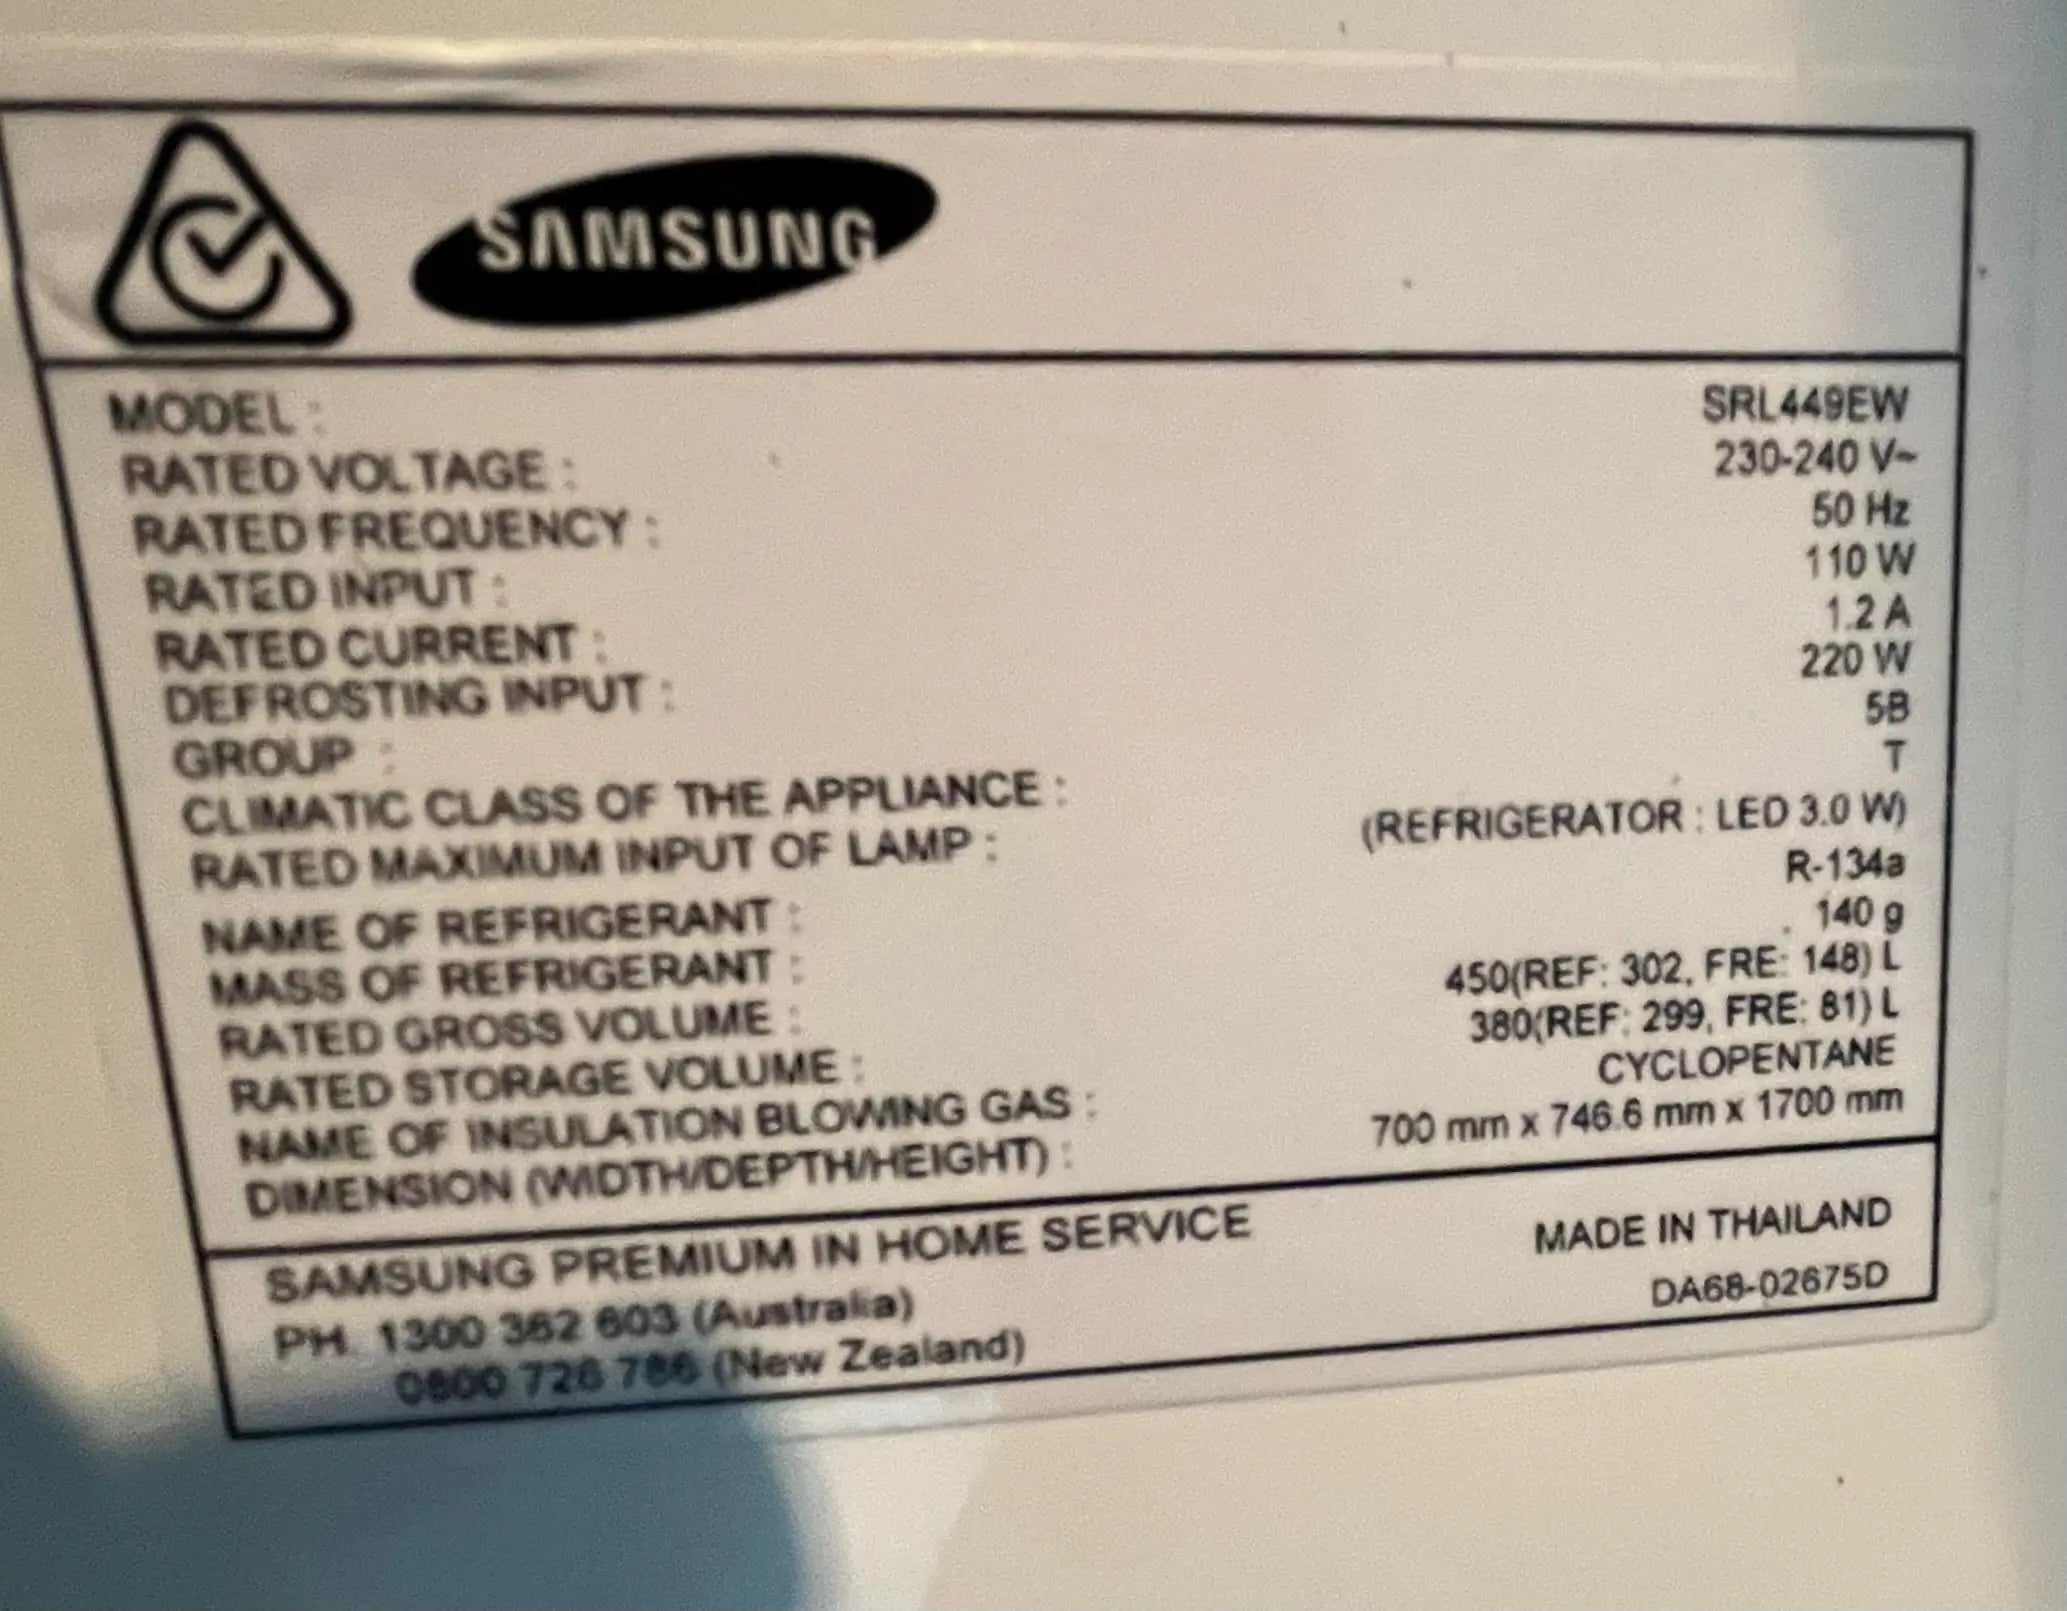 SAMSUNG
MODEL : SRL449EW
RATED VOLTAGE : 230-240 V~
RATED FREQUENCY : 50 Hz
RATED INPUT : 110 W
RATED CURRENT : 1.2 A
DEFROSTING INPUT : 220 W
GROUP : 5B
CLIMATIC CLASS OF THE APPLIANCE : T
RATED MAXIMUM INPUT OF LAMP : (REFRIGERATOR : LED 3.0 W)
NAME OF REFRIGERANT : R-134a
MASS OF REFRIGERANT : 140 g
RATED GROSS VOLUME : 450(REF: 302, FRE: 148) L
RATED STORAGE VOLUME : 380(REF: 299, FRE: 81) L
NAME OF INSULATION BLOWING GAS : CYCLOPENTANE
DIMENSION (WIDTH/DEPTH/HEIGHT) : 700 mm x 746.6 mm x 1700 mm
SAMSUNG PREMIUM IN HOME SERVICE MADE IN THAILAND
PH. 1300 362 603 (Australia) DA68-02675D
0800 726 786 (New Zealand)